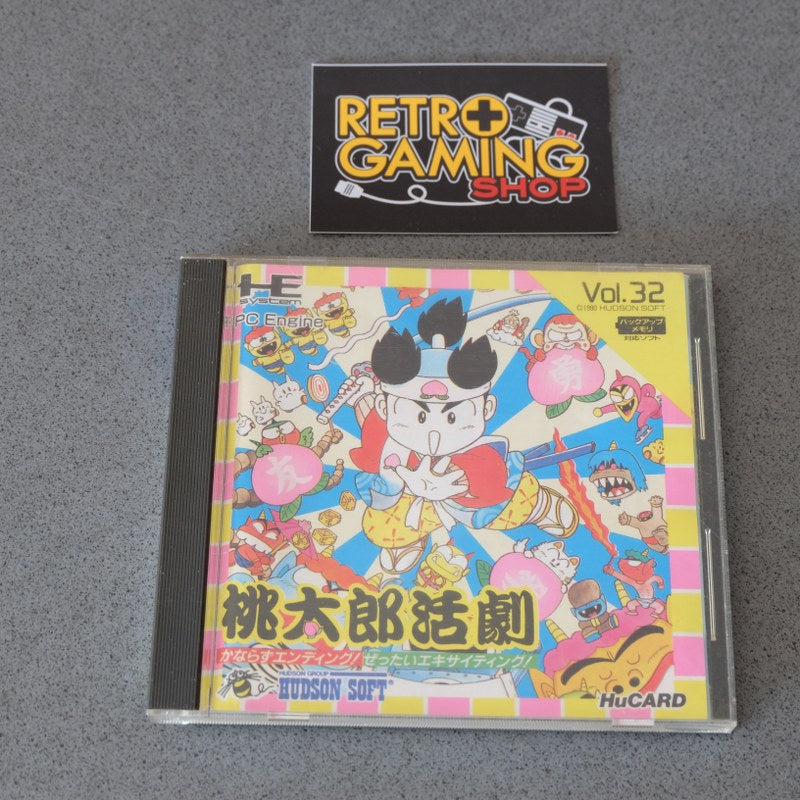 RETRO
GAMING
SHOP
HE
system
PC Engine
Vol.32
©1990 HUDSON SOFT
バックアップ
メモリ
対応ソフト
勇
友
桃太郎活劇
かならずエンディング!ぜったいエキサイティング!
HUDSON GROUP
HUDSON SOFT®
HuCARD